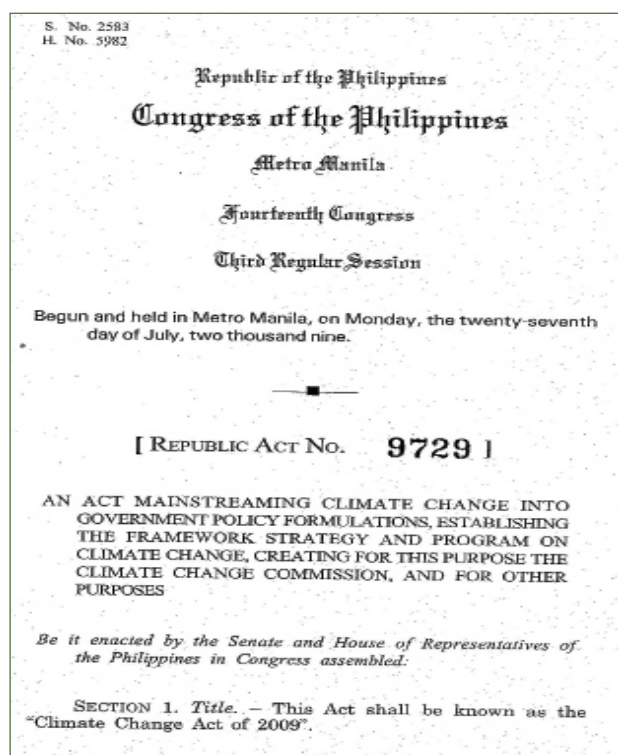 S. No. 2583
H. No. 5982
Republic of the Philippines
Congress of the Philippines
Metro Manila
Fourteenth Congress
Third Regular Session
Begun and held in Metro Manila, on Monday, the twenty-seventh
day of July, two thousand nine.
[ REPUBLIC ACT NO. 9729 ]
AN ACT MAINSTREAMING CLIMATE CHANGE INTO
GOVERNMENT POLICY FORMULATIONS, ESTABLISHING
THE FRAMEWORK STRATEGY AND PROGRAM ON
CLIMATE CHANGE, CREATING FOR THIS PURPOSE THE
CLIMATE CHANGE COMMISSION, AND FOR OTHER
PURPOSES
Be it enacted by the Senate and House of Representatives of
the Philippines in Congress assembled:
SECTION 1. Title. – This Act shall be known as the
“Climate Change Act of 2009”.